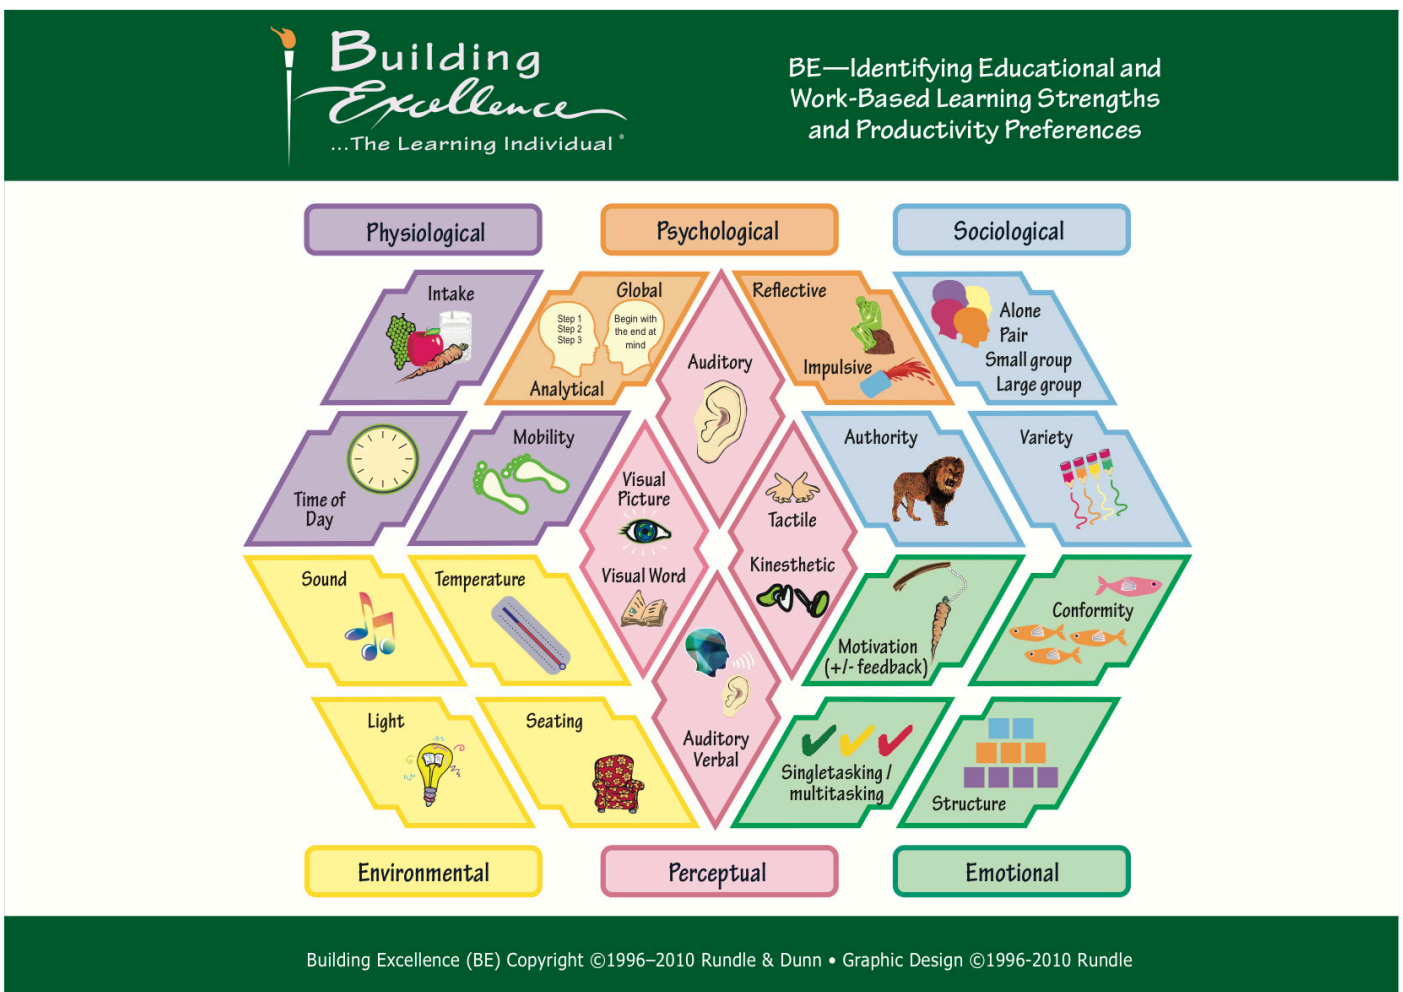 Building
Excellence
...The Learning Individual®
BE—Identifying Educational and
Work-Based Learning Strengths
and Productivity Preferences
Physiological
Psychological
Sociological
Intake
Global
Step 1
Step 2
Step 3
Begin with
the end at
mind
Analytical
Auditory
Reflective
Impulsive
Alone
Pair
Small group
Large group
Time of
Day
Mobility
Visual
Picture
Visual Word
Tactile
Kinesthetic
Authority
Variety
Sound
Temperature
Motivation
(+/- feedback)
Conformity
Light
Seating
Auditory
Verbal
Singletasking /
multitasking
Structure
Environmental
Perceptual
Emotional
Building Excellence (BE) Copyright ©1996–2010 Rundle & Dunn • Graphic Design ©1996-2010 Rundle